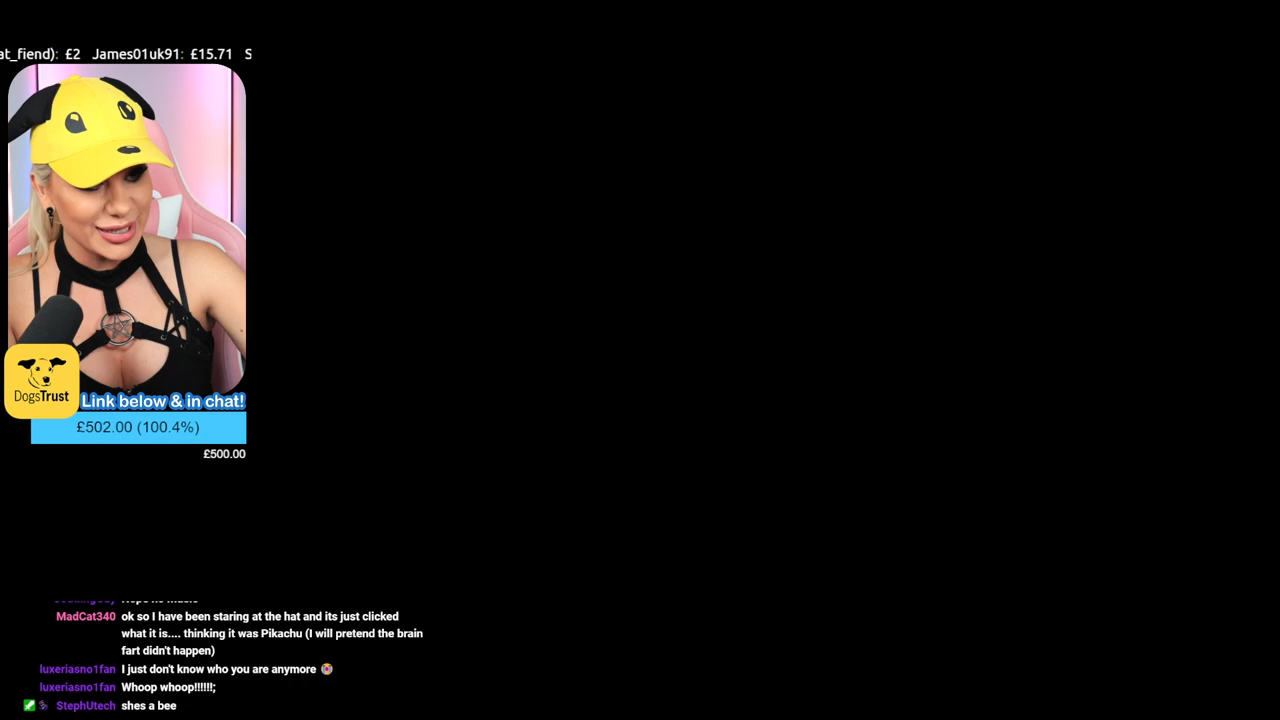 at_fiend): £2 James01uk91: £15.71 S
DogsTrust
Link below & in chat!
£502.00 (100.4%)
£500.00
MadCat340 ok so I have been staring at the hat and its just clicked
what it is.... thinking it was Pikachu (I will pretend the brain
fart didn't happen)
luxeriasno1fan I just don't know who you are anymore
luxeriasno1fan Whoop whoop!!!!!!;
StephUtech shes a bee